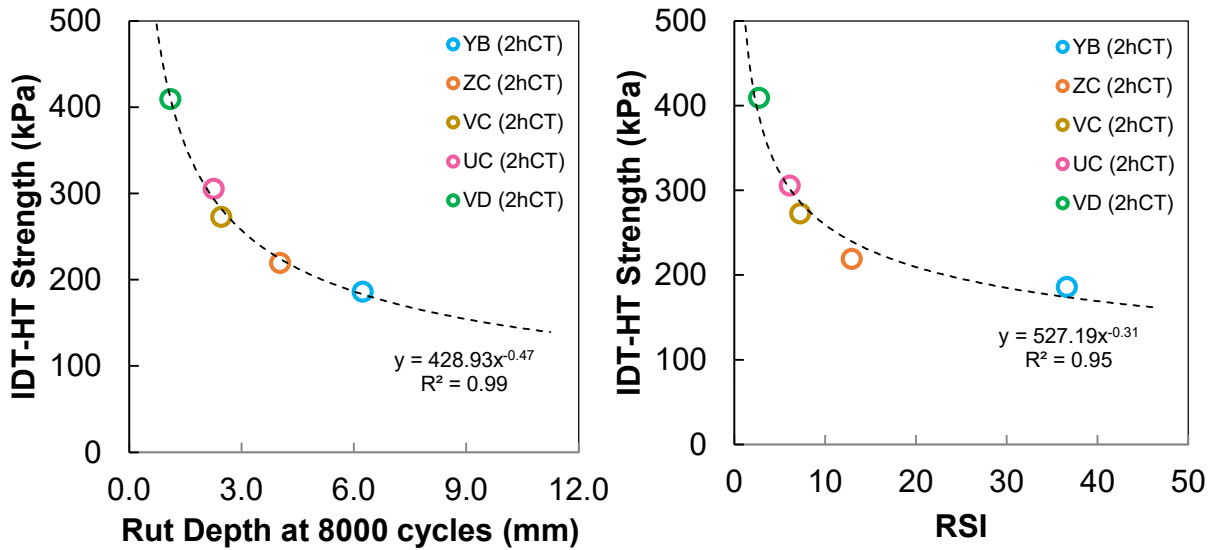 IDT-HT Strength (kPa)
500
400
300
200
100
0
0.0 3.0 6.0 9.0 12.0
Rut Depth at 8000 cycles (mm)
YB (2hCT)
ZC (2hCT)
VC (2hCT)
UC (2hCT)
VD (2hCT)
y = 428.93x^-0.47
R² = 0.99
IDT-HT Strength (kPa)
500
400
300
200
100
0
0 10 20 30 40 50
RSI
YB (2hCT)
ZC (2hCT)
VC (2hCT)
UC (2hCT)
VD (2hCT)
y = 527.19x^-0.31
R² = 0.95